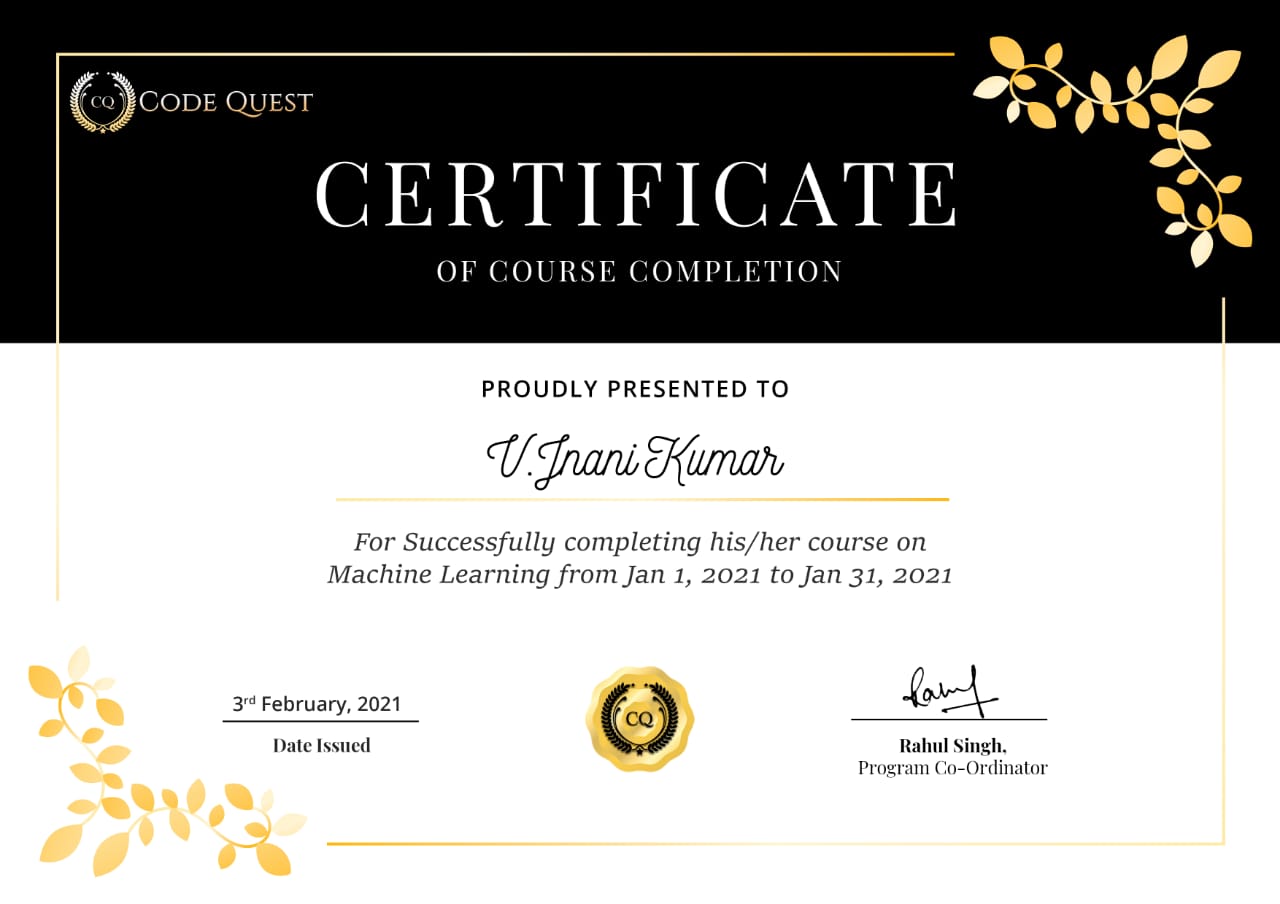 CQ CODE QUEST
CERTIFICATE
OF COURSE COMPLETION
PROUDLY PRESENTED TO
V.Jnani Kumar
For Successfully completing his/her course on
Machine Learning from Jan 1, 2021 to Jan 31, 2021
3rd February, 2021
Date Issued
CQ
Rahul
Rahul Singh,
Program Co-Ordinator